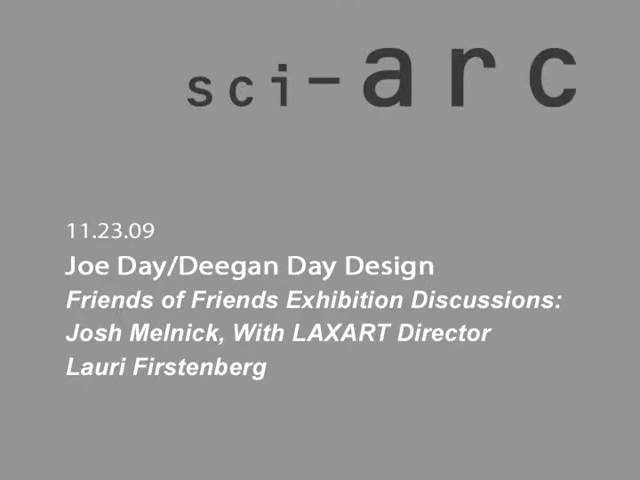 sci-arc
11.23.09
Joe Day/Deegan Day Design
Friends of Friends Exhibition Discussions:
Josh Melnick, With LAXART Director
Lauri Firstenberg